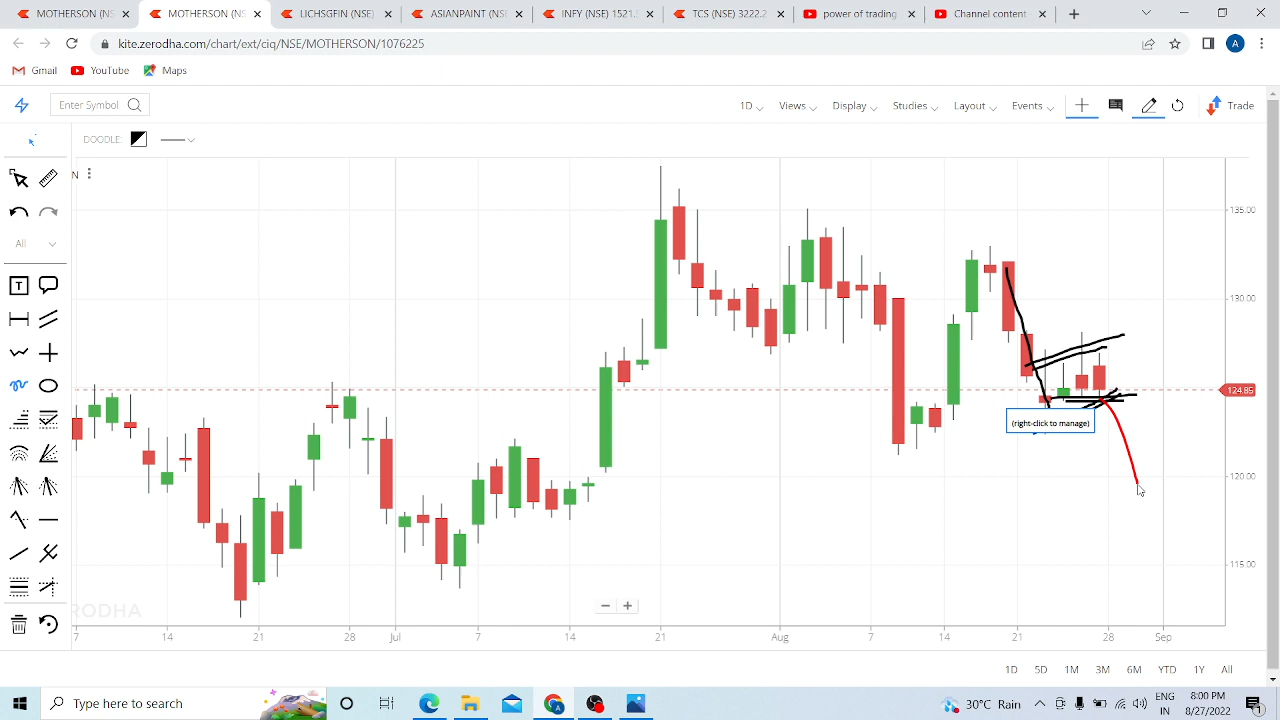 MOTHERSON (NS
MOTHERSON (NS
LICHSGFIN (NSE)
ASIANPAINT (NSE
INFY (NSE) 1521.
TCS (NSE) 3222.2
power of trading
Channel content
kite.zerodha.com/chart/ext/ciq/NSE/MOTHERSON/1076225
A
Gmail YouTube Maps
Enter Symbol
1D Views Display Studies Layout Events Trade
DOODLE:
N
All
T
135.00
130.00
124.85
(right-click to manage)
120.00
115.00
RODHA
7 14 21 28 Jul 7 14 21 Aug 7 14 21 28 Sep
1D 5D 1M 3M 6M YTD 1Y All
Type here to search
30°C Rain
ENG
IN
8:00 PM
8/27/2022
1